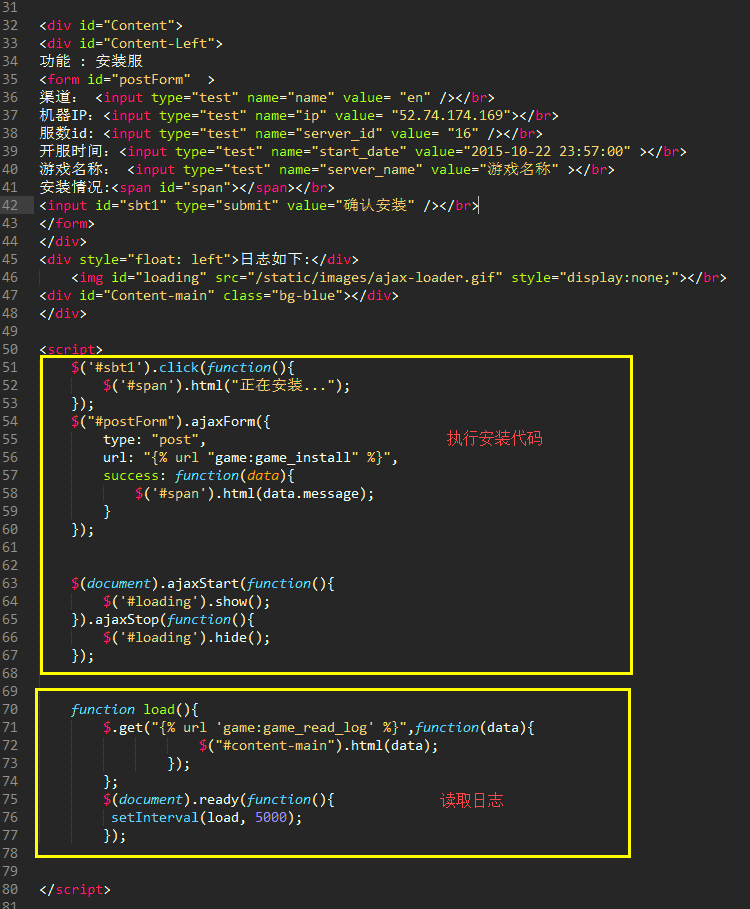 31
32 <div id="Content">
33 <div id="Content-Left">
34 功能 : 安装服
35 <form id="postForm"  >
36 渠道: <input type="test" name="name" value= "en" /></br>
37 机器IP: <input type="test" name="ip" value= "52.74.174.169"></br>
38 服数id: <input type="test" name="server_id" value= "16" /></br>
39 开服时间: <input type="test" name="start_date" value="2015-10-22 23:57:00" ></br>
40 游戏名称: <input type="test" name="server_name" value="游戏名称" ></br>
41 安装情况:<span id="span"></span></br>
42 <input id="sbt1" type="submit" value="确认安装" /></br>
43 </form>
44 </div>
45 <div style="float: left">日志如下:</div>
46     <img id="loading" src="/static/images/ajax-loader.gif" style="display:none;"></br>
47 <div id="Content-main" class="bg-blue"></div>
48 </div>
49
50 <script>
51     $('#sbt1').click(function(){
52         $('#span').html("正在安装...");
53     });
54     $("#postForm").ajaxForm({
55         type: "post", 执行安装代码
56         url: "{% url "game:game_install" %}",
57         success: function(data){
58             $('#span').html(data.message);
59         }
60     });
61
62
63     $(document).ajaxStart(function(){
64         $('#loading').show();
65     }).ajaxStop(function(){
66         $('#loading').hide();
67     });
68
69
70     function load(){
71         $.get("{% url 'game:game_read_log' %}",function(data){
72                     $("#content-main").html(data);
73                 });
74         };
75         $(document).ready(function(){ 读取日志
76          setInterval(load, 5000);
77         });
78
79
80 </script>
81